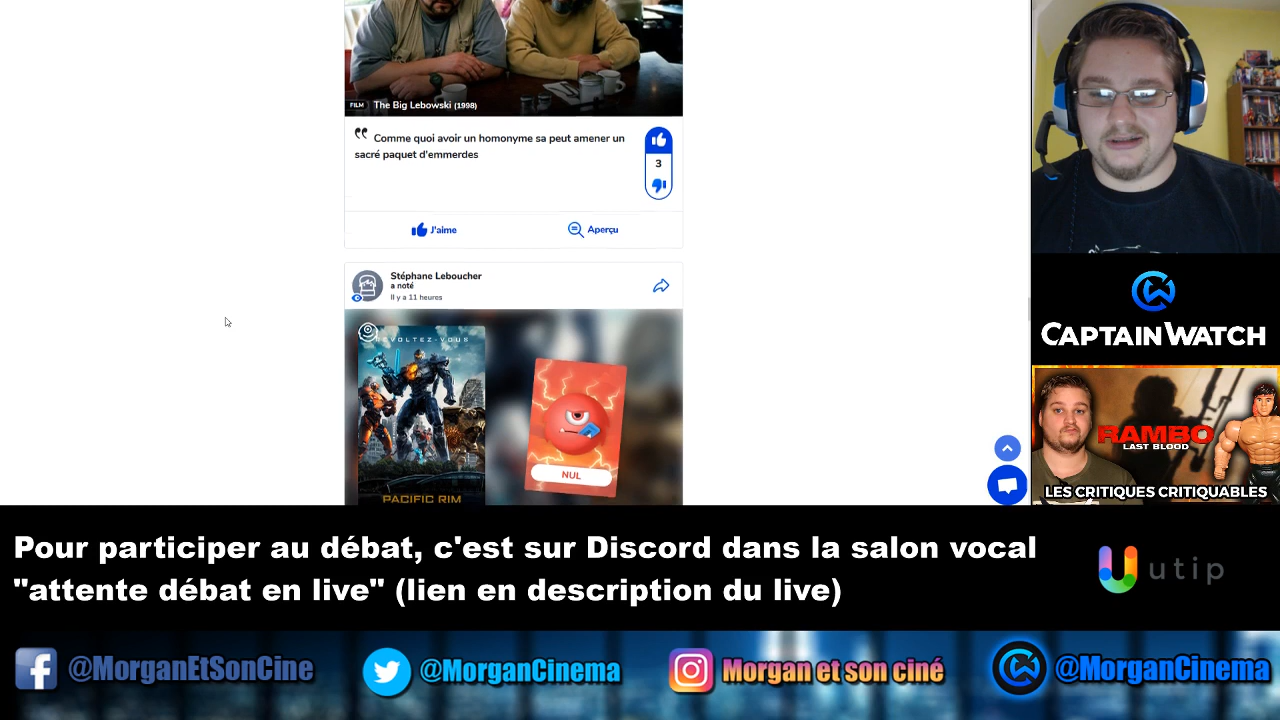 FILM The Big Lebowski (1998)
Comme quoi avoir un homonyme sa peut amener un
sacré paquet d'emmerdes
3
J'aime
Aperçu
Stéphane Leboucher
a noté
Il y a 11 heures
RÉVOLTEZ-VOUS
NUL
PACIFIC RIM
CAPTAINWATCH
RAMBO
LAST BLOOD
LES CRITIQUES CRITIQUABLES
Pour participer au débat, c'est sur Discord dans la salon vocal
"attente débat en live" (lien en description du live)
utip
@MorganEtSonCine
@MorganCinema
Morgan et son ciné
@MorganCinema